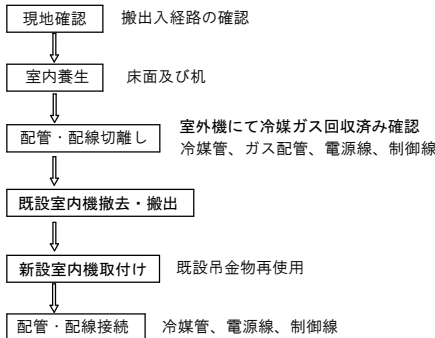 現地確認 搬出入経路の確認
室内養生 床面及び机
室外機にて冷媒ガス回収済み確認
配管・配線切離し 冷媒管、ガス配管、電源線、制御線
既設室内機撤去・搬出
新設室内機取付け 既設吊金物再使用
配管・配線接続 冷媒管、電源線、制御線